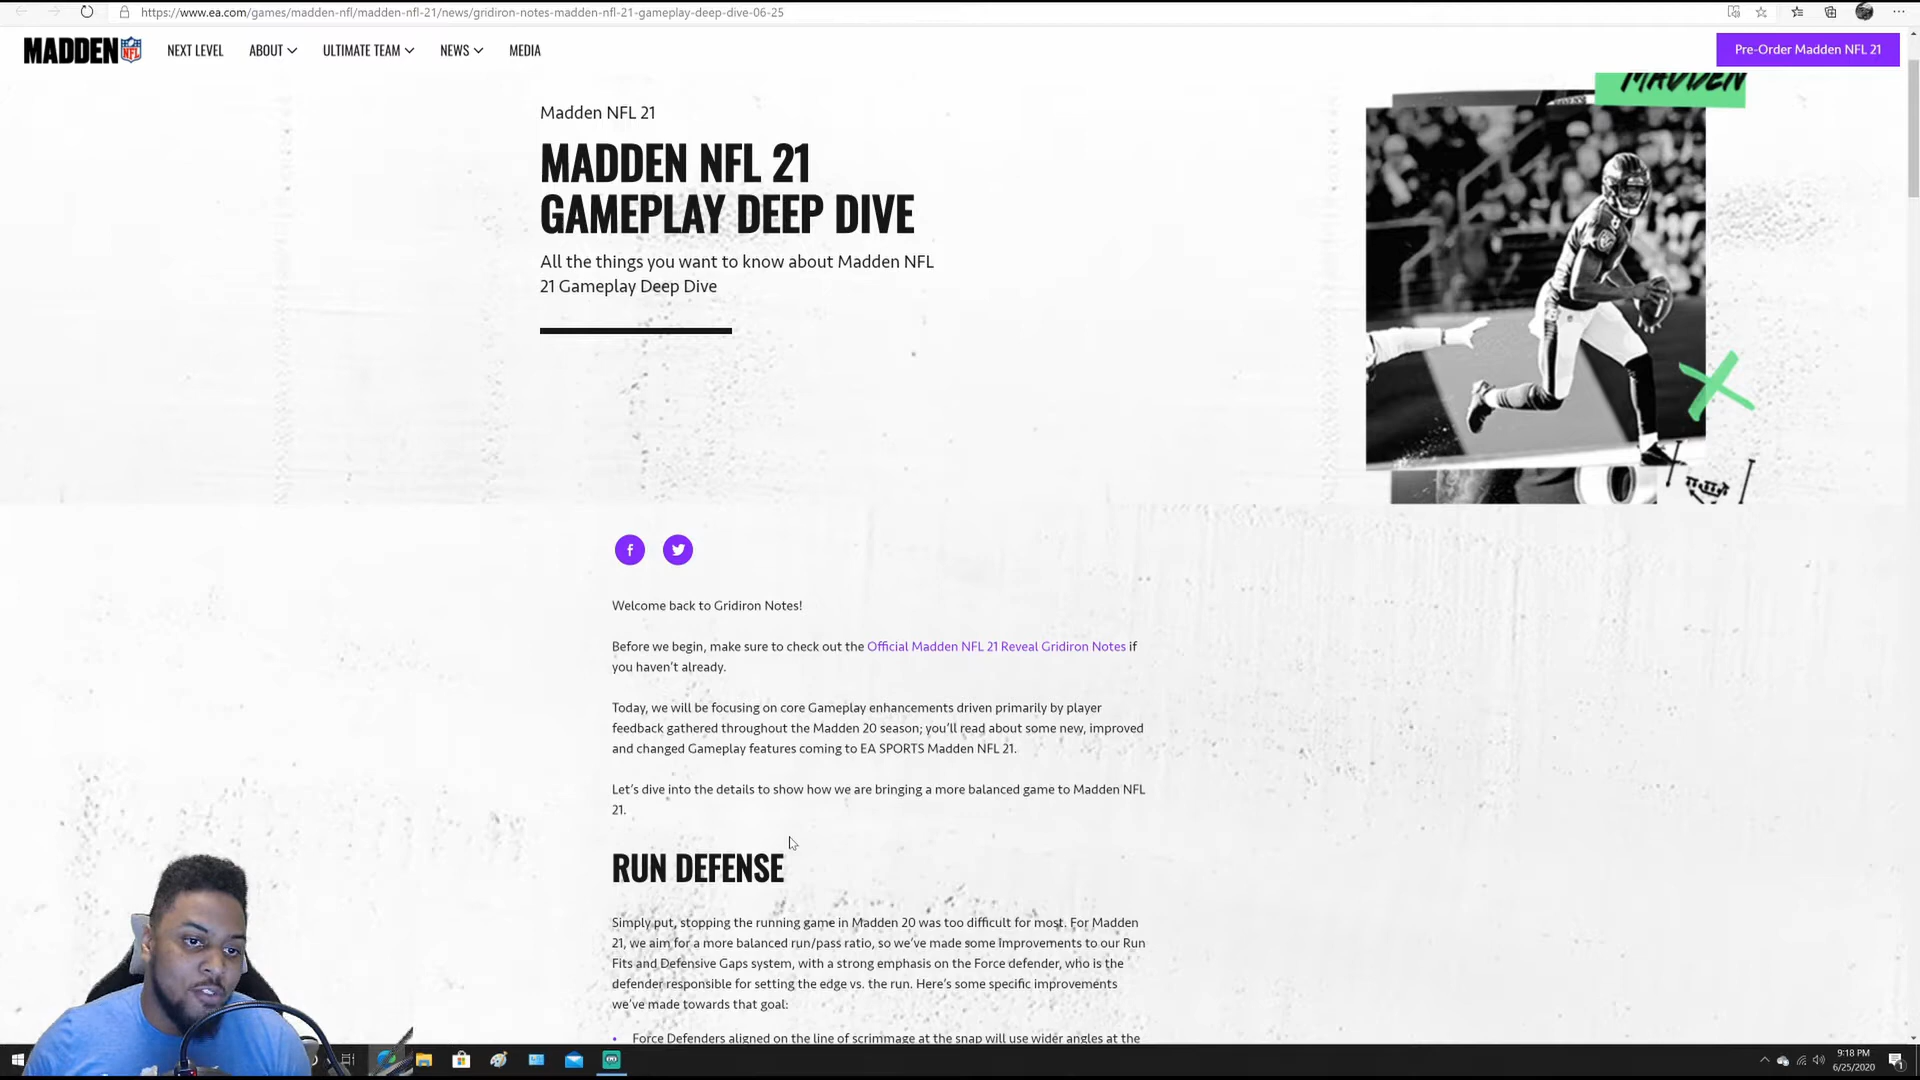 https://www.ea.com/games/madden-nfl/madden-nfl-21/news/gridiron-notes-madden-nfl-21-gameplay-deep-dive-06-25
MADDEN NFL
NEXT LEVEL
ABOUT
ULTIMATE TEAM
NEWS
MEDIA
Pre-Order Madden NFL 21
MADDEN
Madden NFL 21
MADDEN NFL 21
GAMEPLAY DEEP DIVE
All the things you want to know about Madden NFL
21 Gameplay Deep Dive
Welcome back to Gridiron Notes!
Before we begin, make sure to check out the Official Madden NFL 21 Reveal Gridiron Notes if
you haven't already.
Today, we will be focusing on core Gameplay enhancements driven primarily by player
feedback gathered throughout the Madden 20 season; you'll read about some new, improved
and changed Gameplay features coming to EA SPORTS Madden NFL 21.
Let's dive into the details to show how we are bringing a more balanced game to Madden NFL
21.
RUN DEFENSE
Simply put, stopping the running game in Madden 20 was too difficult for most. For Madden
21, we aim for a more balanced run/pass ratio, so we've made some improvements to our Run
Fits and Defensive Gaps system, with a strong emphasis on the Force defender, who is the
defender responsible for setting the edge vs. the run. Here's some specific improvements
we've made towards that goal:
• Force Defenders aligned on the line of scrimmage at the snap will use wider angles at the
9:18 PM
6/25/2020